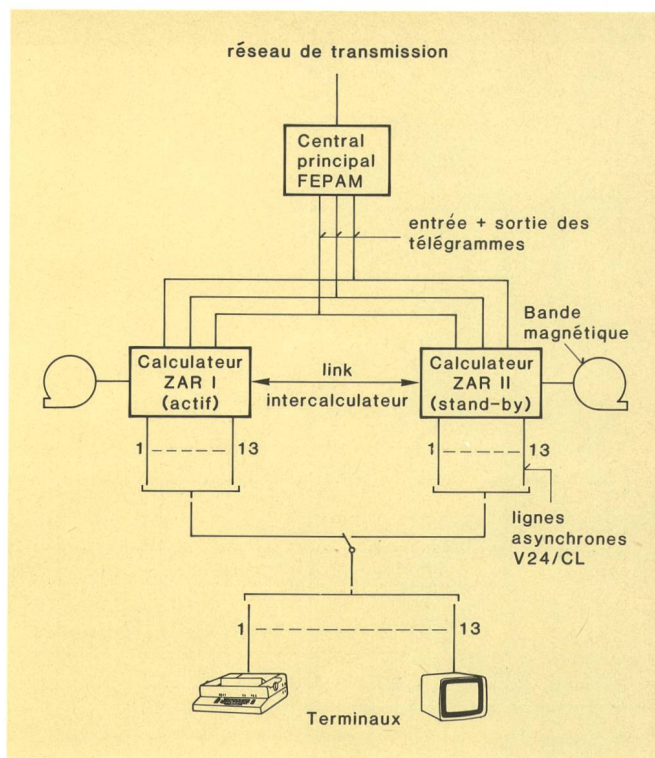 réseau de transmission
Central
principal
FEPAM
entrée + sortie des
télégrammes
Bande
magnétique
Calculateur
ZAR I
(actif)
link
intercalculateur
Calculateur
ZAR II
(stand-by)
1
13
1
13
lignes
asynchrones
V24/CL
1
13
Terminaux